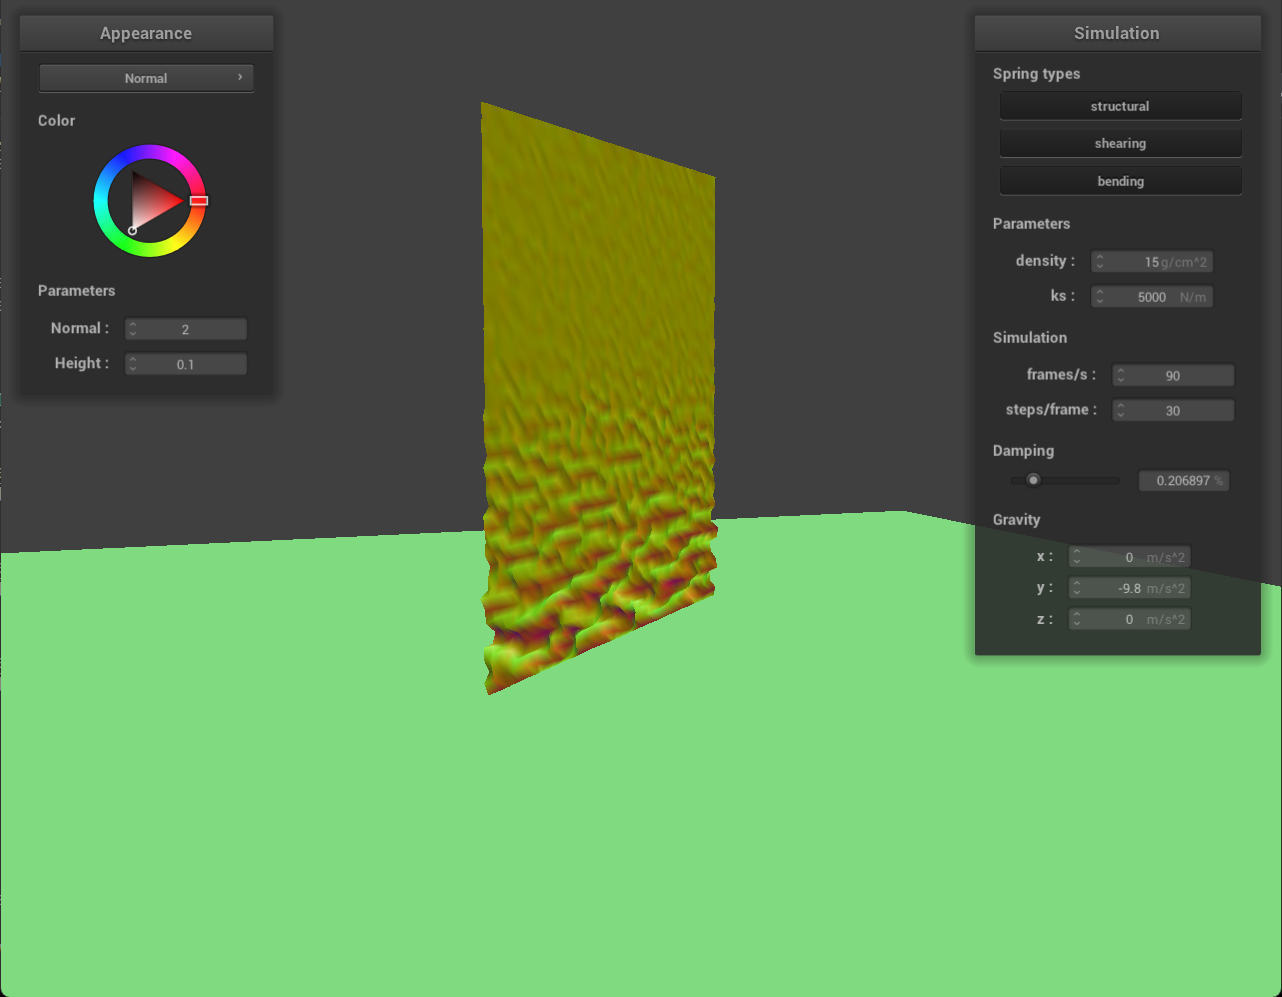 Appearance
Normal
Color
Parameters
Normal : 2
Height : 0.1
Simulation
Spring types
structural
shearing
bending
Parameters
density : 15 g/cm^2
ks : 5000 N/m
Simulation
frames/s : 90
steps/frame : 30
Damping
0.206897 %
Gravity
x : 0 m/s^2
y : -9.8 m/s^2
z : 0 m/s^2